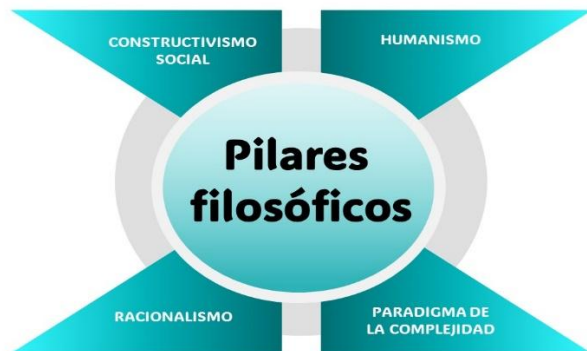 CONSTRUCTIVISMO
SOCIAL
HUMANISMO
Pilares
filosóficos
RACIONALISMO
PARADIGMA DE
LA COMPLEJIDAD